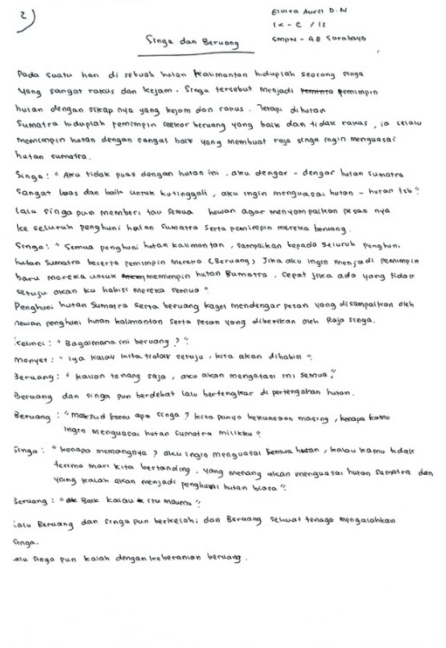 2)
Elvira Aurel D.N
IX-C / 11
SMPN - 48 Surabaya
Singa dan Beruang
Pada suatu hari di sebuah hutan Kalimantan hiduplah seorang singa
yang sangat rakus dan kejam. Singa tersebut menjadi pemimpin
hutan dengan sikap nya yang kejam dan rakus. Tetapi di hutan
Sumatra hiduplah pemimpin seekor beruang yang baik dan tidak rakus, ia selalu
memimpin hutan dengan sangat baik yang membuat raja singa ingin menguasai
hutan sumatra.
Singa : "Aku tidak puas dengan hutan ini, aku dengar - dengar hutan sumatra
sangat luas dan baik untuk kutinggali, aku ingin menguasai hutan - hutan tsb?
Lalu singa pun memberi tau semua hewan agar menyampaikan pesan nya
ke seluruh penghuni hutan Sumatra serta pemimpin mereka beruang.
Singa : "Semua penghuni hutan kalimantan, sampaikan kepada seluruh penghuni
hutan Sumatra beserta pemimpin mereka (Beruang) Jika aku ingin menjadi pemimpin
baru mereka untuk memimpin hutan Sumatra. Cepat jika ada yang tidak
setuju akan ku habisi mereka semua"
Penghuni hutan Sumatra serta beruang kaget mendengar pesan yang disampaikan oleh
hewan penghuni hutan kalimantan serta pesan yang diberikan oleh Raja singa.
Kelinci : "Bagaimana ini beruang ?"?
Monyet : "Iya kalau kita tidak setuju, kita akan dihabisi"?
Beruang : "Kalian tenang saja, aku akan mengatasi ini semua"
Beruang dan singa pun berdebat lalu bertengkar di pertengahan hutan.
Beruang : "Maksud kamu apa singa ? kita punya kekuasaan masing, kenapa kamu
ingin menguasai hutan sumatra milikku"?
Singa : "Kenapa memangnya ? aku ingin menguasai semua hutan, kalau kamu tidak
terima mari kita bertanding, yang menang akan menguasai hutan Sumatra dan
yang kalah akan menjadi penghuni hutan biasa"?
Beruang : "Baik kalau itu maumu"?
Lalu Beruang dan singa pun berkelahi dan Beruang sekuat tenaga mengalahkan
singa.
Lalu singa pun kalah dengan keberanian beruang.